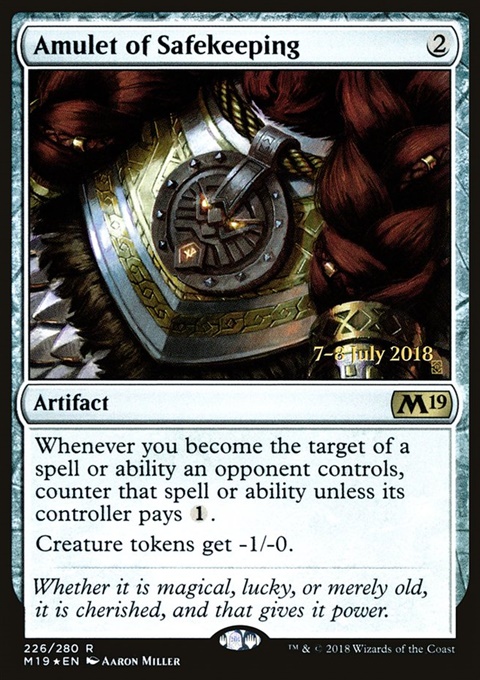 Amulet of Safekeeping 2
7-8 July 2018
Artifact M19
Whenever you become the target of a
spell or ability an opponent controls,
counter that spell or ability unless its
controller pays 1.
Creature tokens get -1/-0.
Whether it is magical, lucky, or merely old,
it is cherished, and that gives it power.
226/280 R
M19★EN Aaron Miller
™ & © 2018 Wizards of the Coast